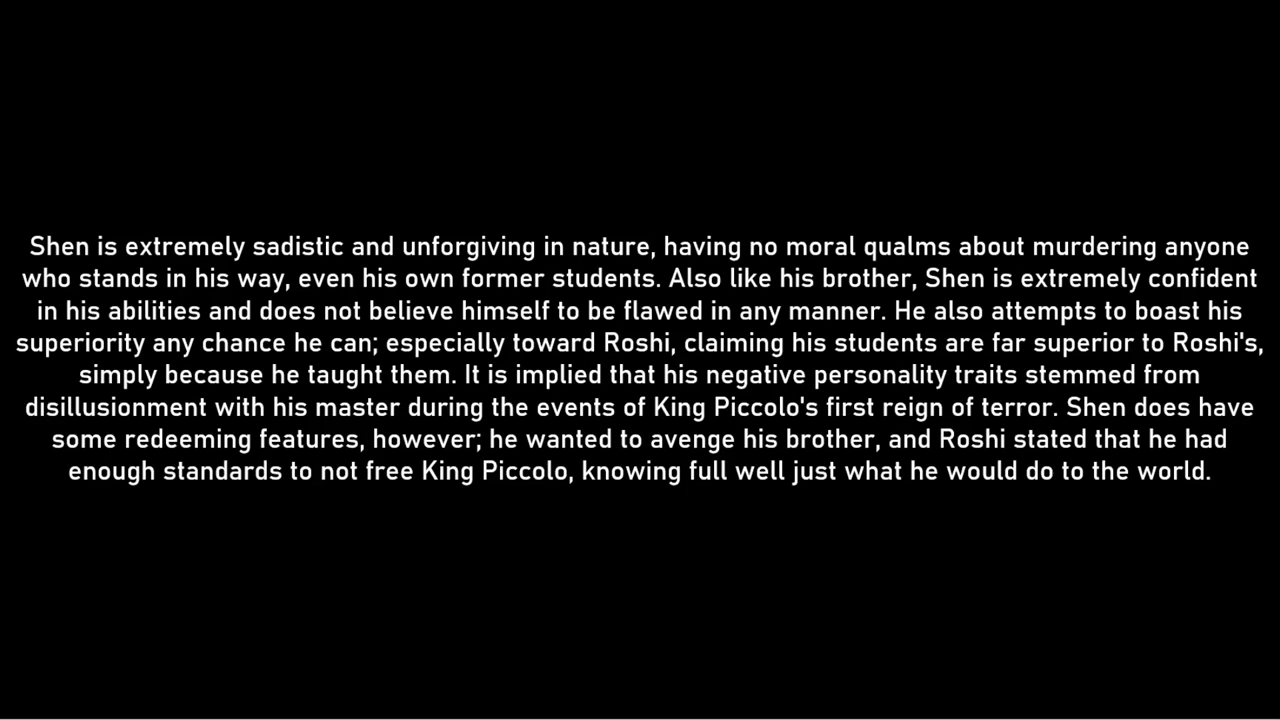 Shen is extremely sadistic and unforgiving in nature, having no moral qualms about murdering anyone
who stands in his way, even his own former students. Also like his brother, Shen is extremely confident
in his abilities and does not believe himself to be flawed in any manner. He also attempts to boast his
superiority any chance he can; especially toward Roshi, claiming his students are far superior to Roshi's,
simply because he taught them. It is implied that his negative personality traits stemmed from
disillusionment with his master during the events of King Piccolo's first reign of terror. Shen does have
some redeeming features, however; he wanted to avenge his brother, and Roshi stated that he had
enough standards to not free King Piccolo, knowing full well just what he would do to the world.